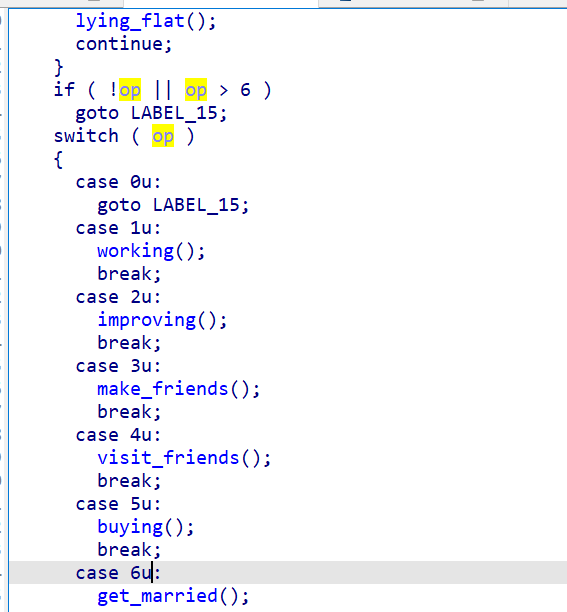 lying_flat();
continue;
}
if ( !op || op > 6 )
goto LABEL_15;
switch ( op )
{
case 0u:
goto LABEL_15;
case 1u:
working();
break;
case 2u:
improving();
break;
case 3u:
make_friends();
break;
case 4u:
visit_friends();
break;
case 5u:
buying();
break;
case 6u:
get_married();